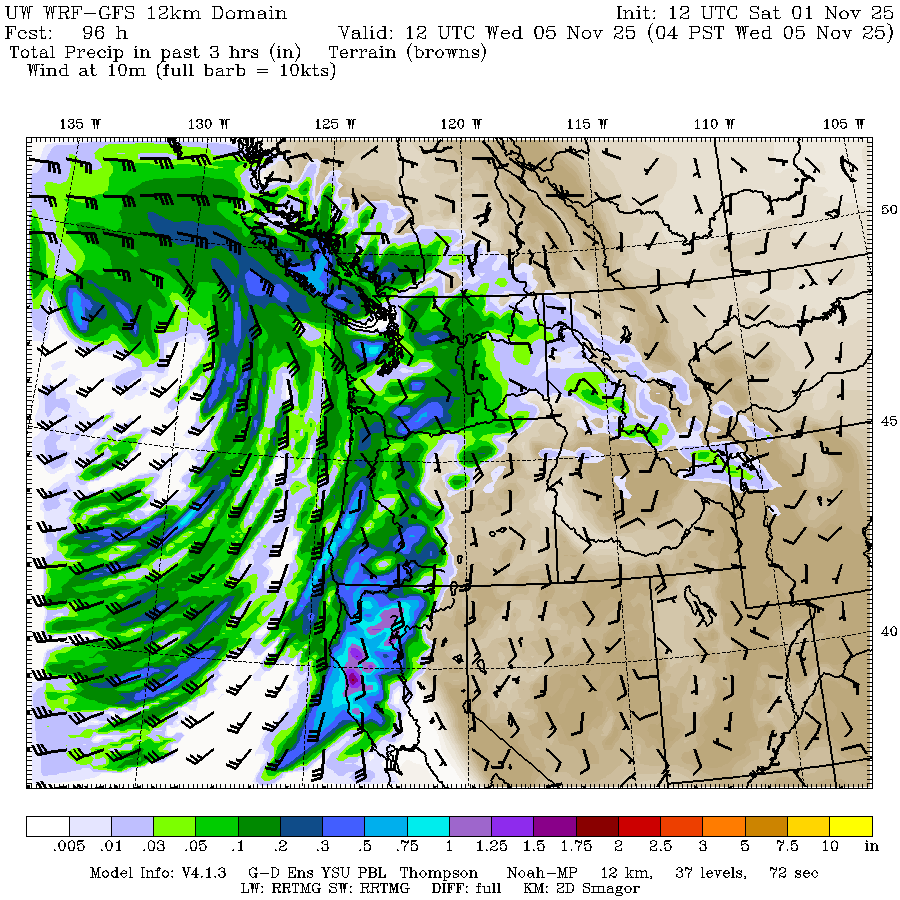 UW WRF-GFS 12km Domain Init: 12 UTC Sat 01 Nov 25
Fcst: 96 h Valid: 12 UTC Wed 05 Nov 25 (04 PST Wed 05 Nov 25)
Total Precip in past 3 hrs (in) Terrain (browns)
Wind at 10m (full barb = 10kts)
135 W 130 W 125 W 120 W 115 W 110 W 105 W
50
45
40
.005 .01 .03 .05 .1 .2 .3 .5 .75 1 1.25 1.5 1.75 2 2.5 3 5 7.5 10 in
Model Info: V4.1.3 G-D Ens YSU PBL Thompson Noah-MP 12 km, 37 levels, 72 sec
LW: RRTMG SW: RRTMG DIFF: full KM: 2D Smagor